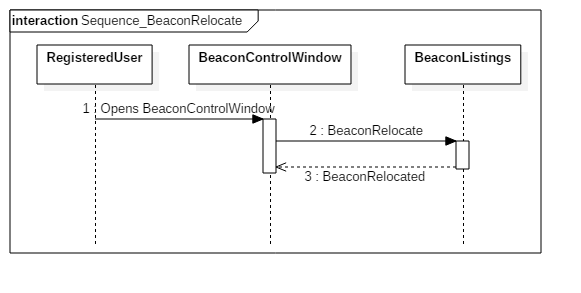 interaction Sequence_BeaconRelocate
RegisteredUser
BeaconControlWindow
BeaconListings
1 : Opens BeaconControlWindow
2 : BeaconRelocate
3 : BeaconRelocated